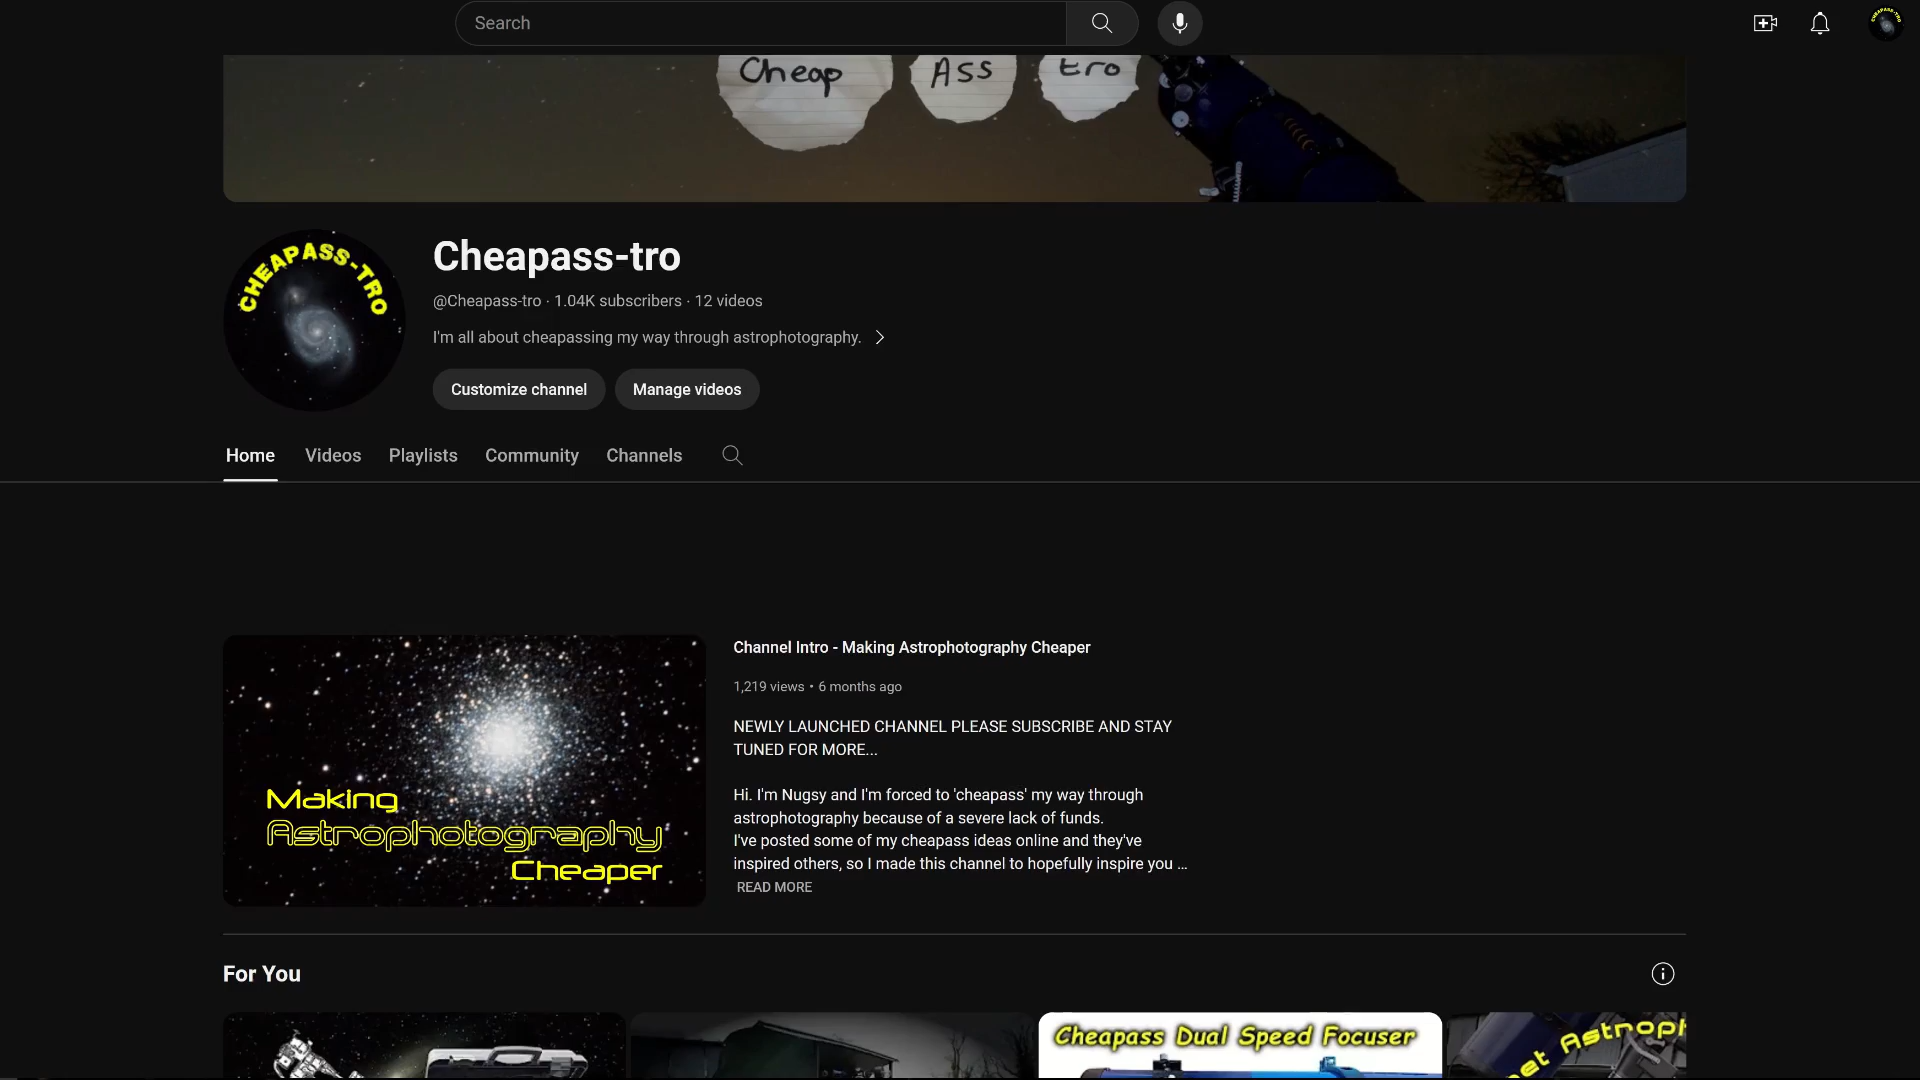 Search
Cheap Ass tro
CHEAPASS-TRO
Cheapass-tro
@Cheapass-tro · 1.04K subscribers · 12 videos
I'm all about cheapassing my way through astrophotography.
Customize channel Manage videos
Home Videos Playlists Community Channels
Making
Astrophotography
Cheaper
Channel Intro - Making Astrophotography Cheaper
1,219 views • 6 months ago
NEWLY LAUNCHED CHANNEL PLEASE SUBSCRIBE AND STAY
TUNED FOR MORE...
Hi. I'm Nugsy and I'm forced to 'cheapass' my way through
astrophotography because of a severe lack of funds.
I've posted some of my cheapass ideas online and they've
inspired others, so I made this channel to hopefully inspire you ...
READ MORE
For You
Cheapass Dual Speed Focuser